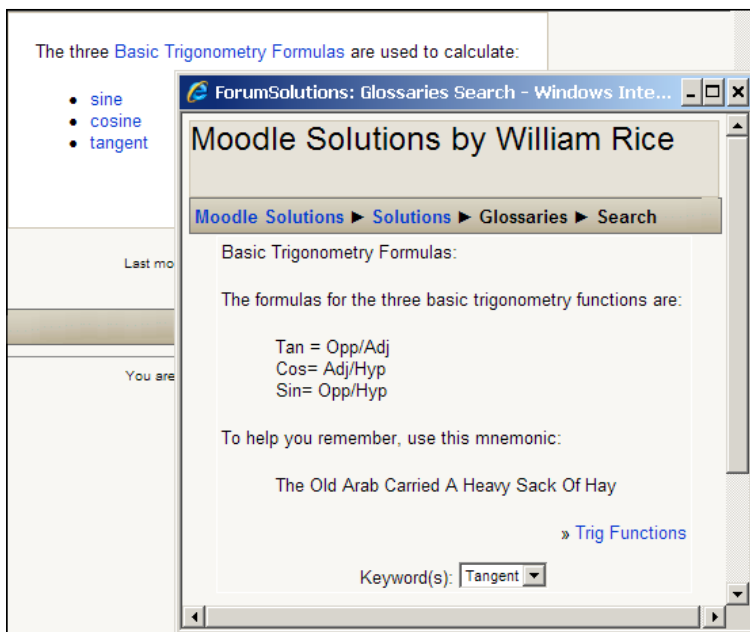 The three Basic Trigonometry Formulas are used to calculate:
• sine
• cosine
• tangent
Last mo
You are
ForumSolutions: Glossaries Search - Windows Inte...
Moodle Solutions by William Rice
Moodle Solutions ► Solutions ► Glossaries ► Search
Basic Trigonometry Formulas:
The formulas for the three basic trigonometry functions are:
Tan = Opp/Adj
Cos= Adj/Hyp
Sin= Opp/Hyp
To help you remember, use this mnemonic:
The Old Arab Carried A Heavy Sack Of Hay
» Trig Functions
Keyword(s): Tangent